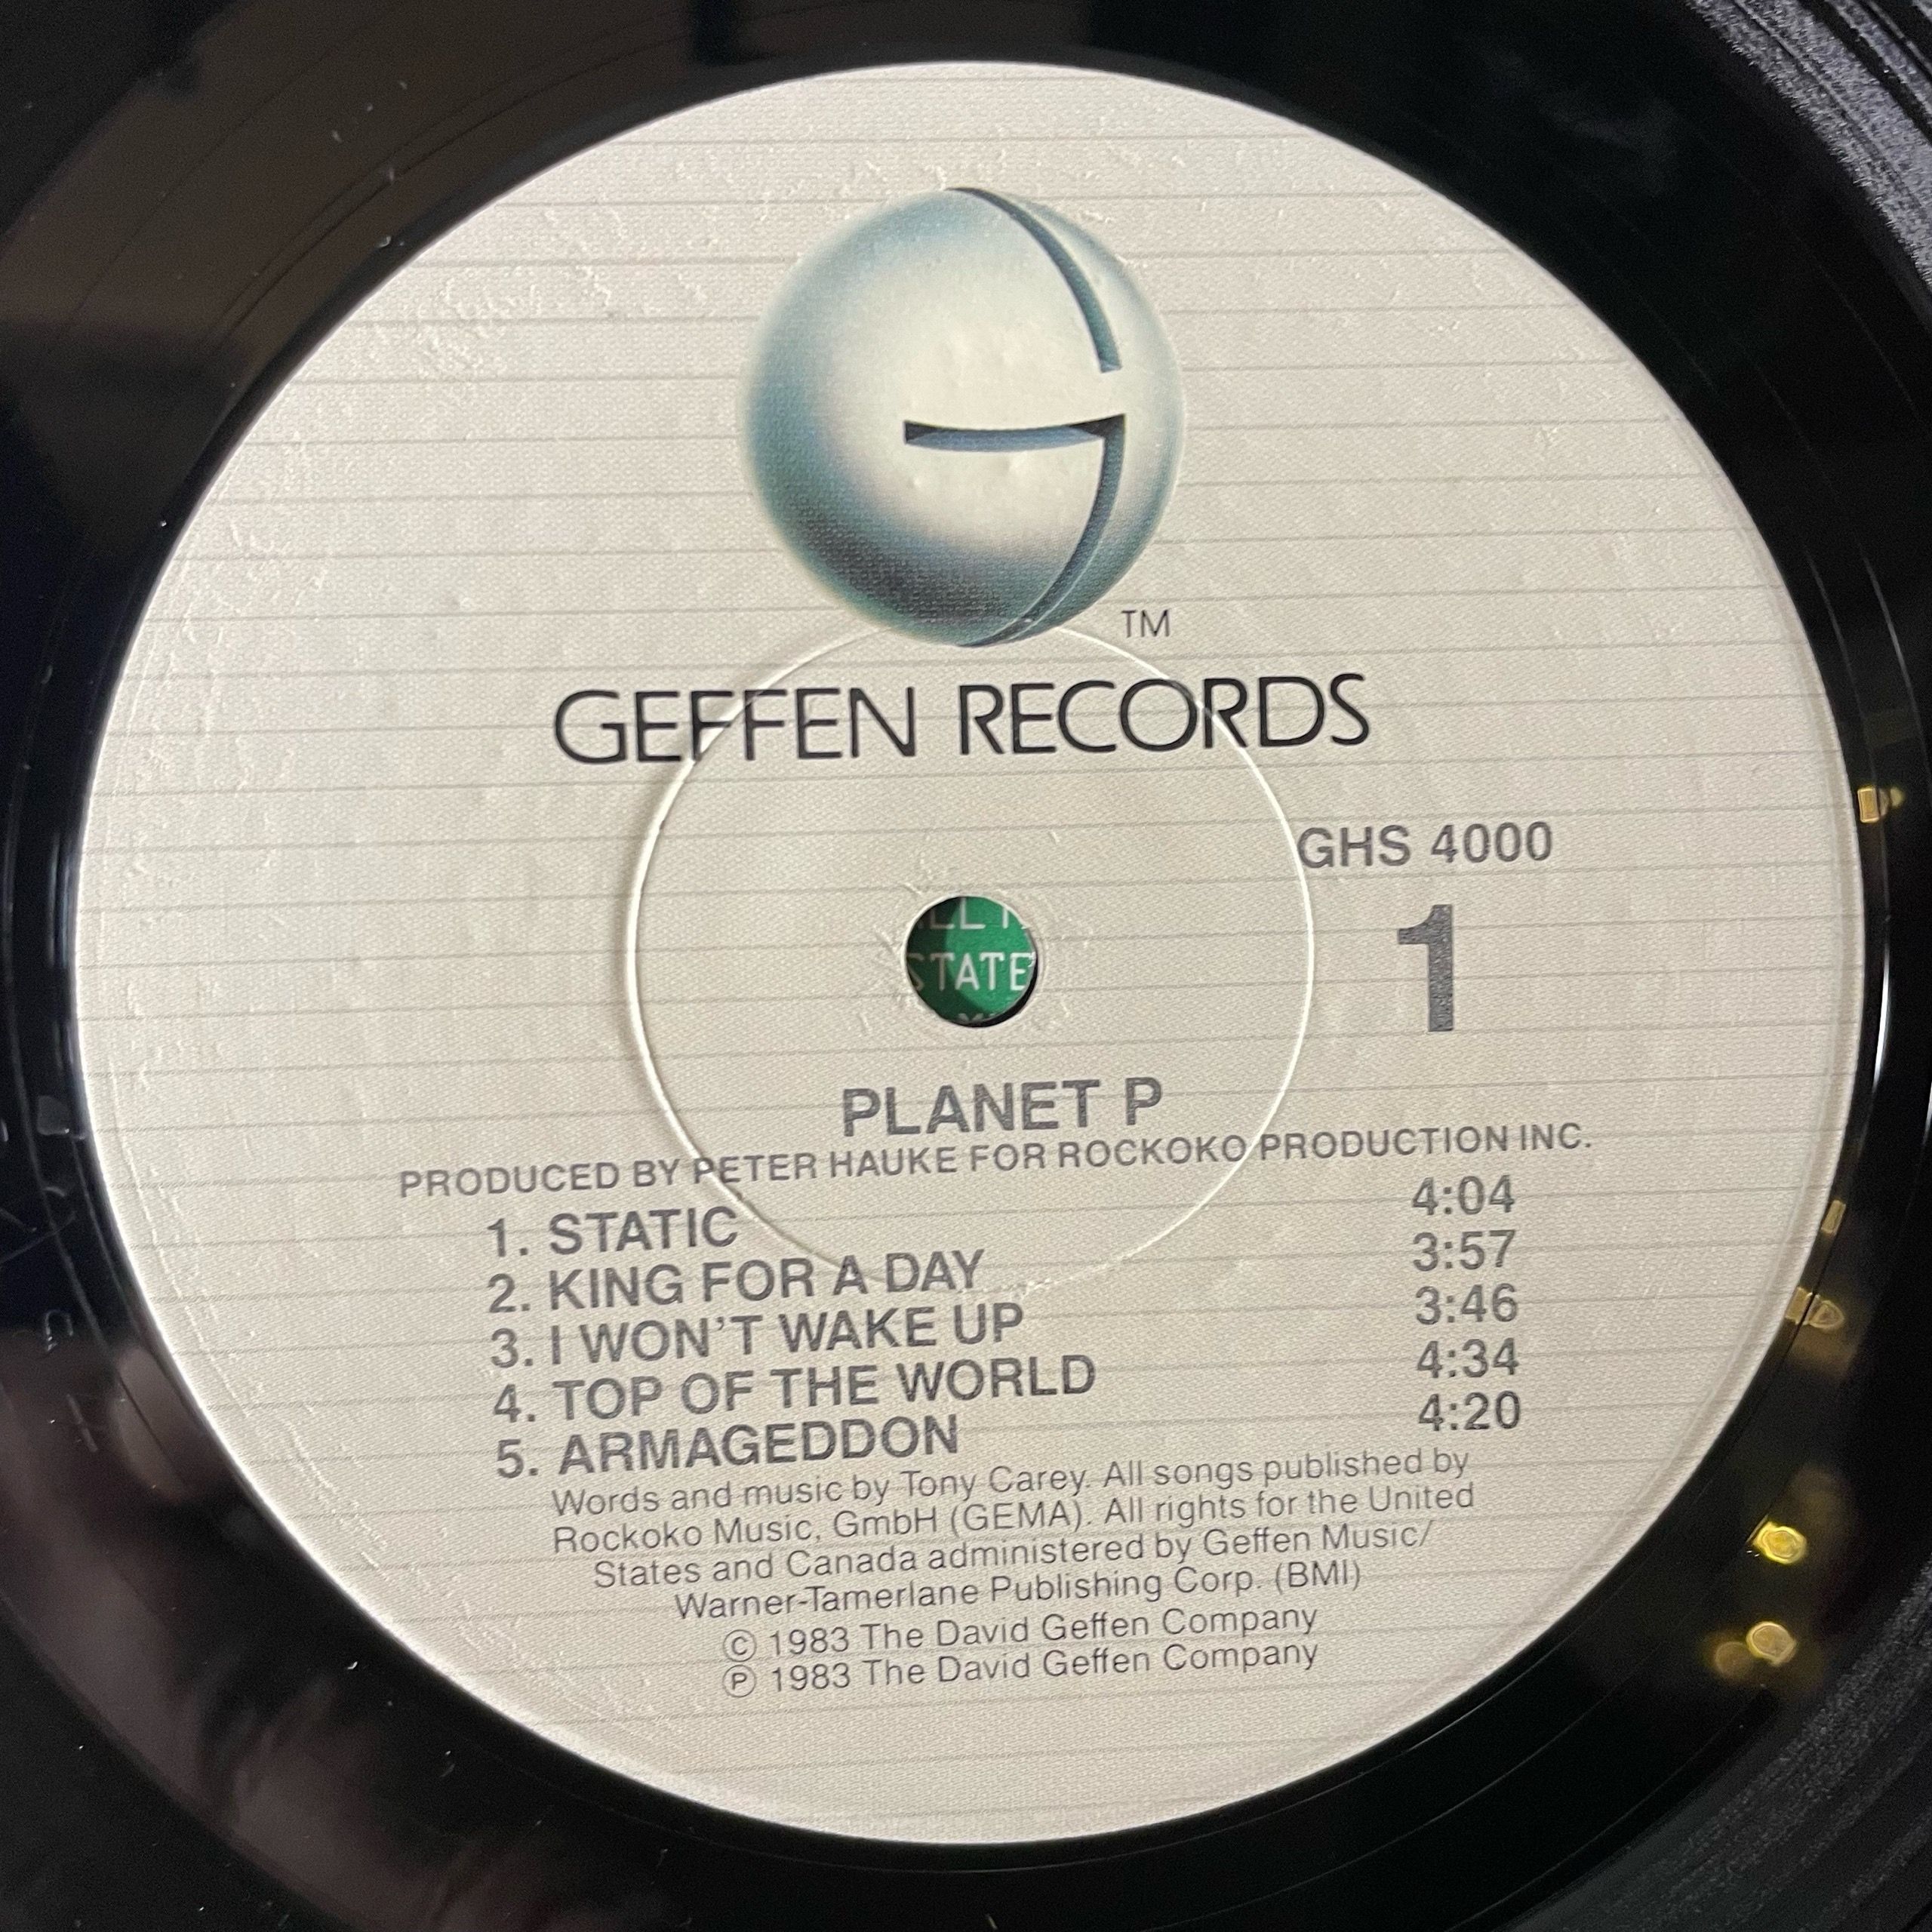 TM
GEFFEN RECORDS
GHS 4000
1
STATE
PLANET P
PRODUCED BY PETER HAUKE FOR ROCKOKO PRODUCTION INC.
1. STATIC 4:04
2. KING FOR A DAY 3:57
3. I WON'T WAKE UP 3:46
4. TOP OF THE WORLD 4:34
5. ARMAGEDDON 4:20
Words and music by Tony Carey. All songs published by
Rockoko Music, GmbH (GEMA). All rights for the United
States and Canada administered by Geffen Music/
Warner-Tamerlane Publishing Corp. (BMI)
© 1983 The David Geffen Company
℗ 1983 The David Geffen Company